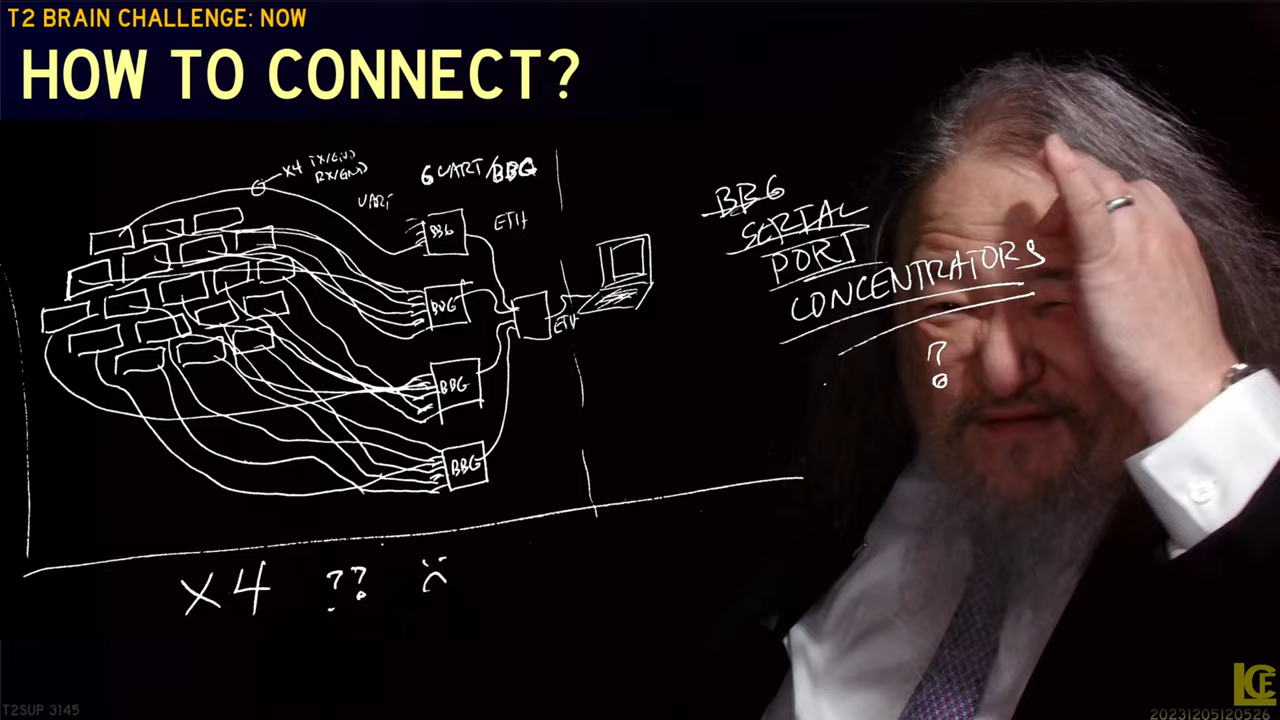 T2 BRAIN CHALLENGE: NOW
HOW TO CONNECT?
X4 TX/GND
RX/GND
UART
6 UART/BBG
ETH
BBG
BBG
BBG
BBG
ETH
BBG
SERIAL
PORT
CONCENTRATORS
?
X4 ??
T2SUP 3145
20231205120526